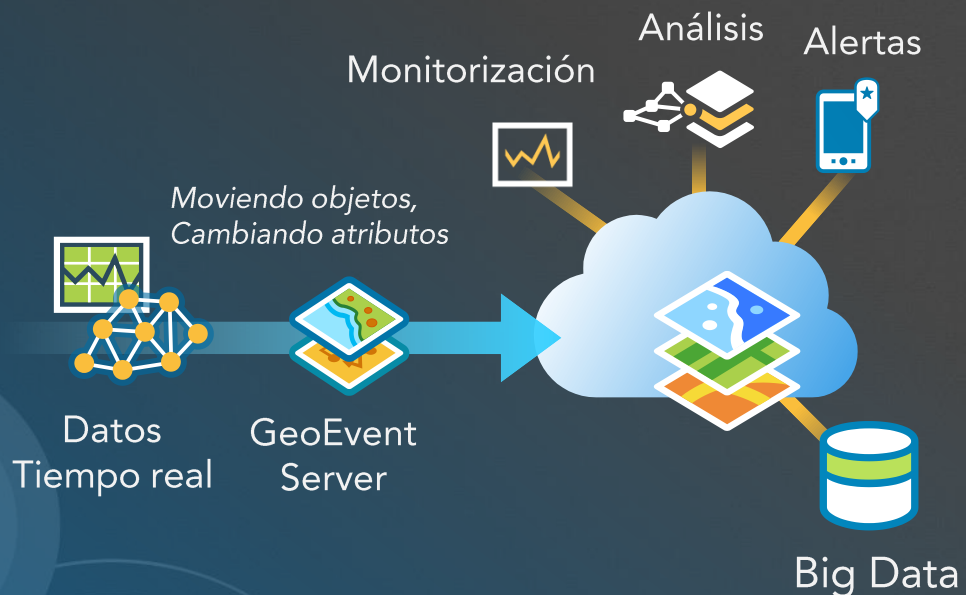 Análisis
Alertas
Monitorización
Moviendo objetos,
Cambiando atributos
Datos
Tiempo real
GeoEvent
Server
Big Data